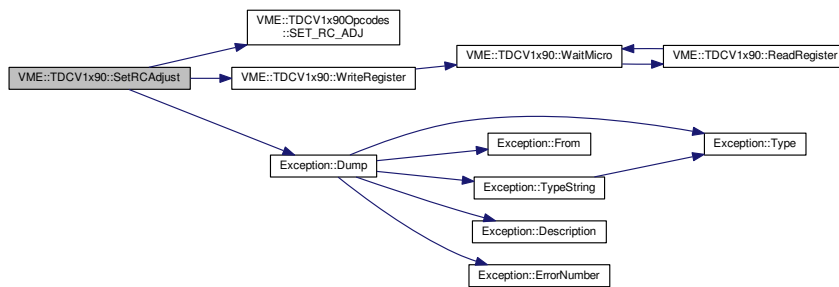 VME::TDCV1x90Opcodes
::SET_RC_ADJ
VME::TDCV1x90::SetRCAdjust
VME::TDCV1x90::WriteRegister
VME::TDCV1x90::WaitMicro
VME::TDCV1x90::ReadRegister
Exception::Dump
Exception::From
Exception::Type
Exception::TypeString
Exception::Description
Exception::ErrorNumber